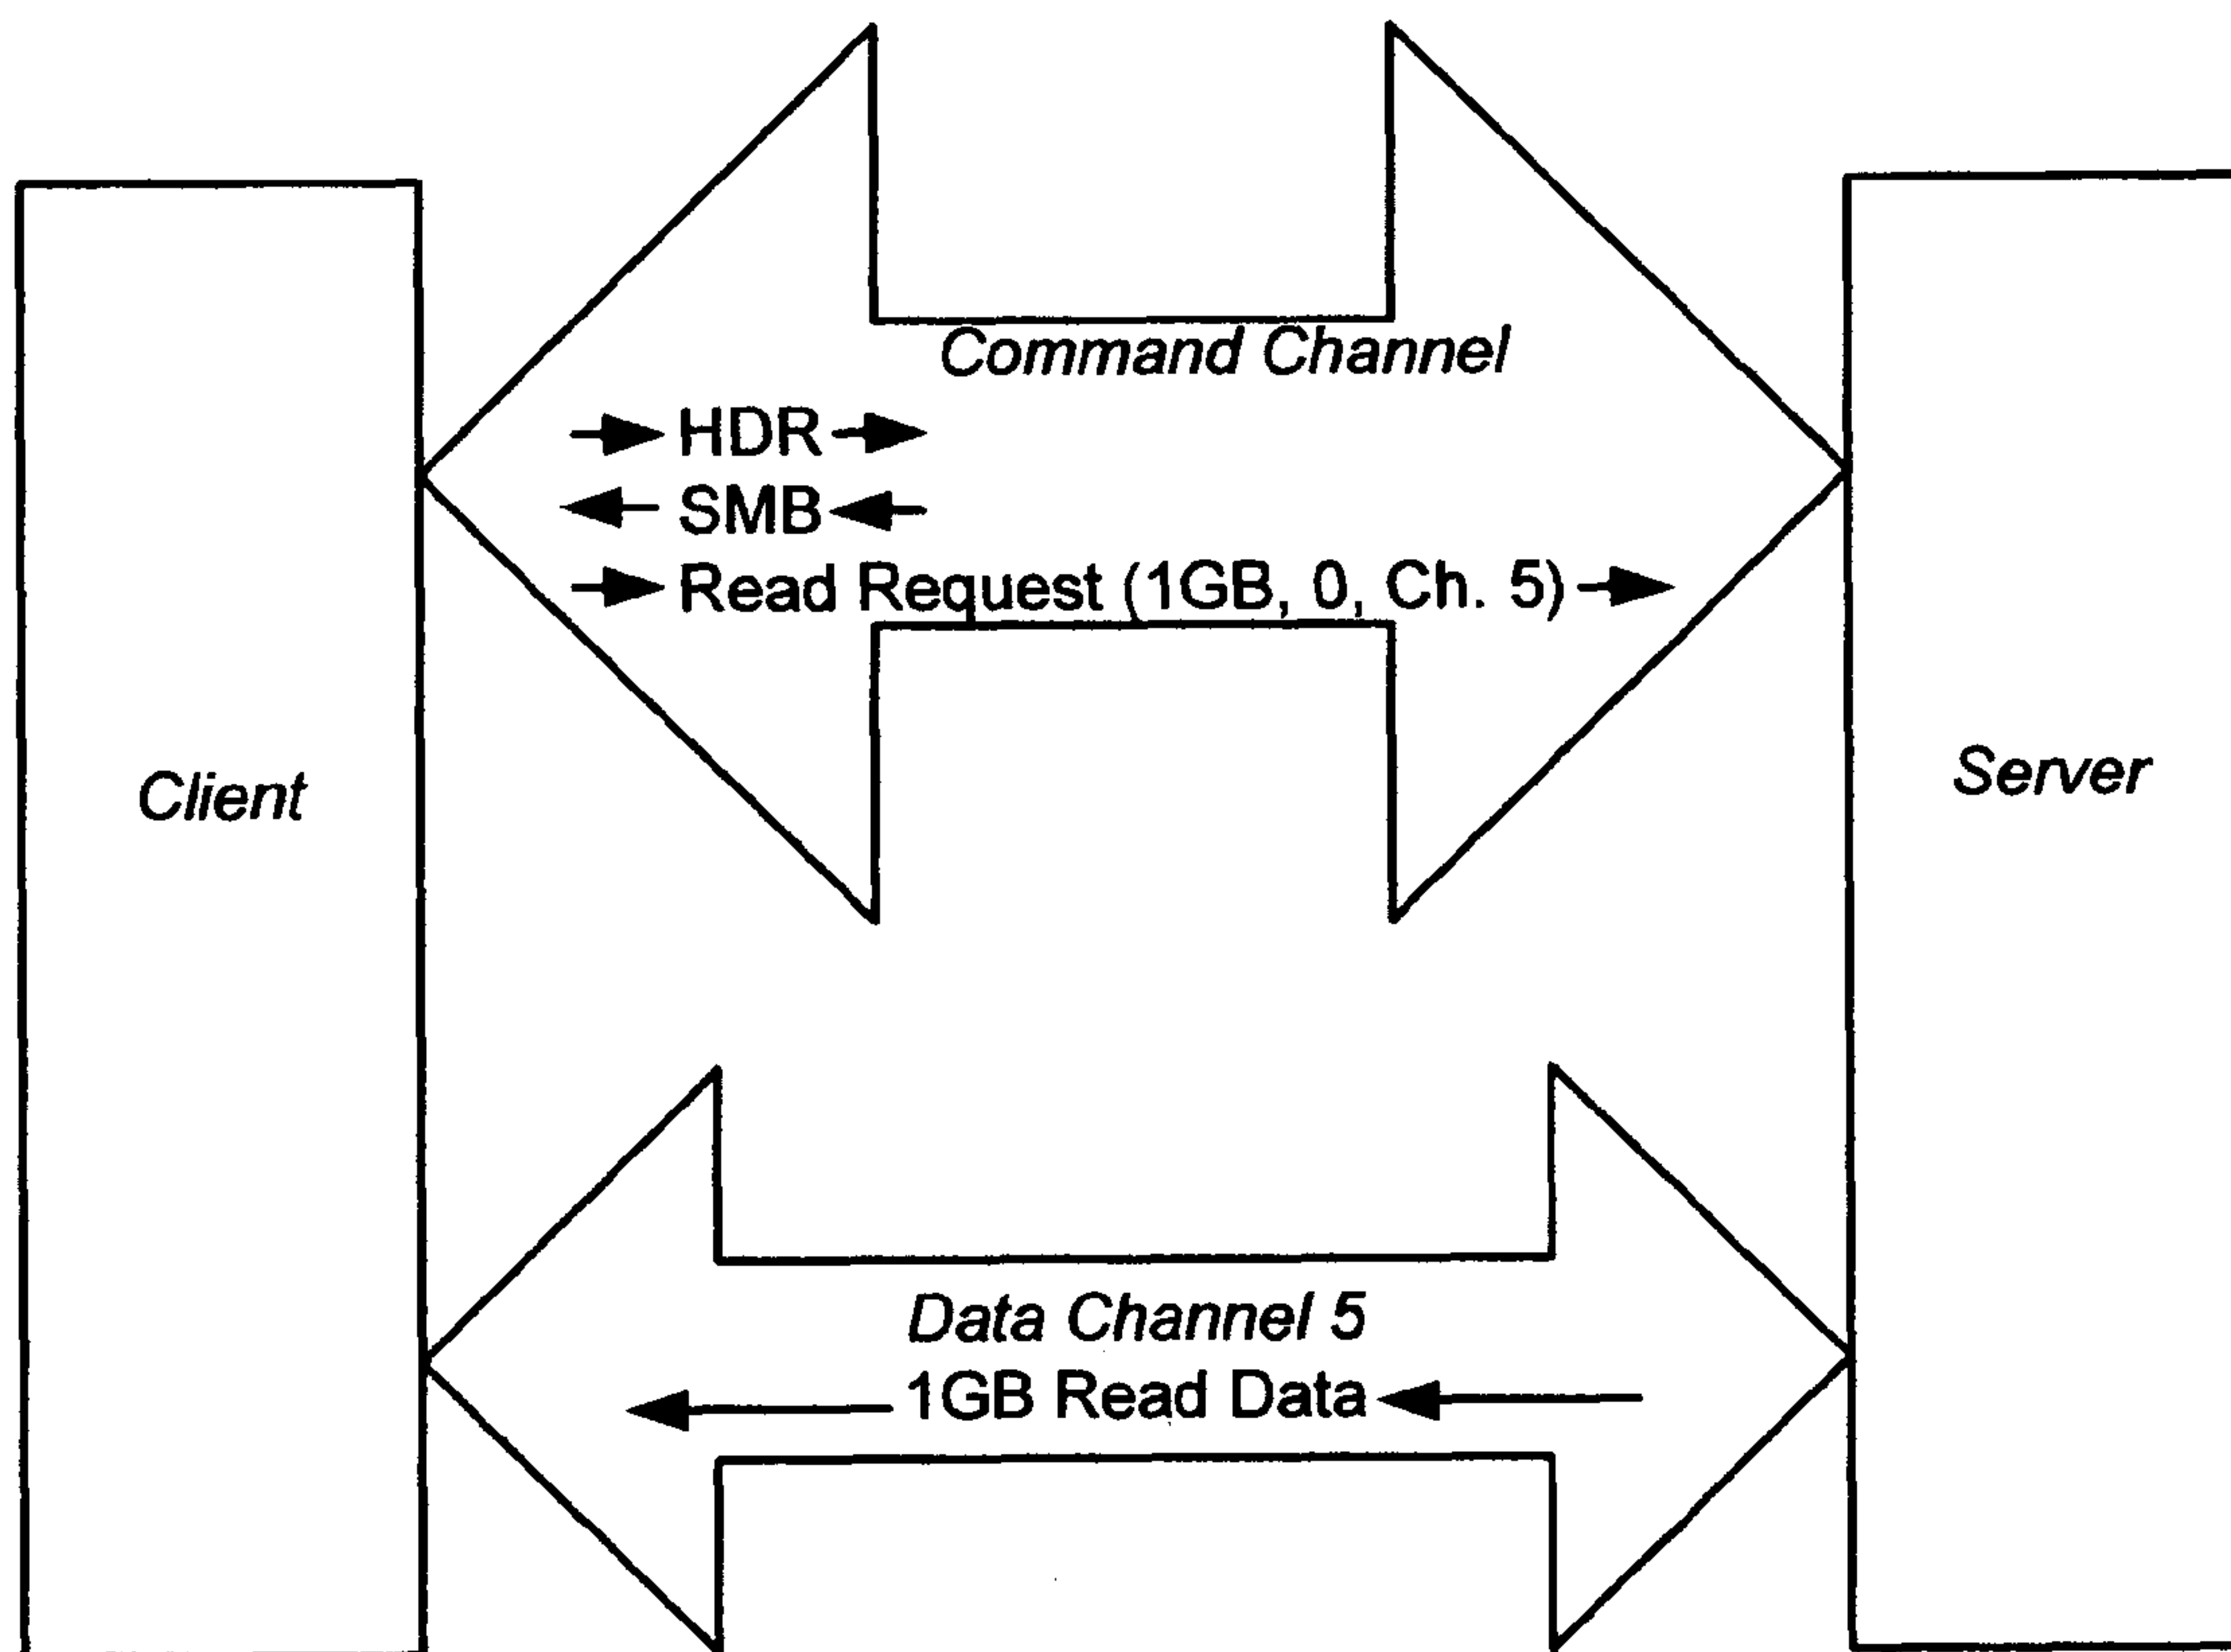 Command Channel
HDR
SMB
Read Request (1GB, 0, Ch. 5)
Client
Server
Data Channel 5
1GB Read Data